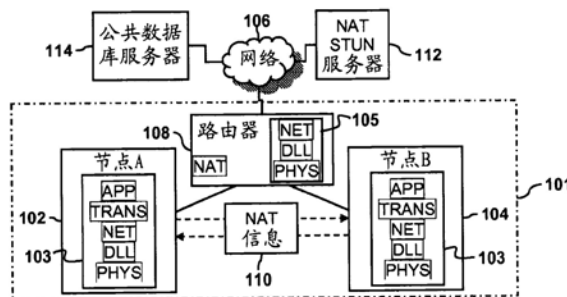 106
公共数据
库服务器
114
网络
NAT
STUN
服务器
112
108
路由器
105
NAT
NET
DLL
PHYS
101
节点A
102
APP
TRANS
NET
DLL
PHYS
103
NAT
信息
110
节点B
104
APP
TRANS
NET
DLL
PHYS
103